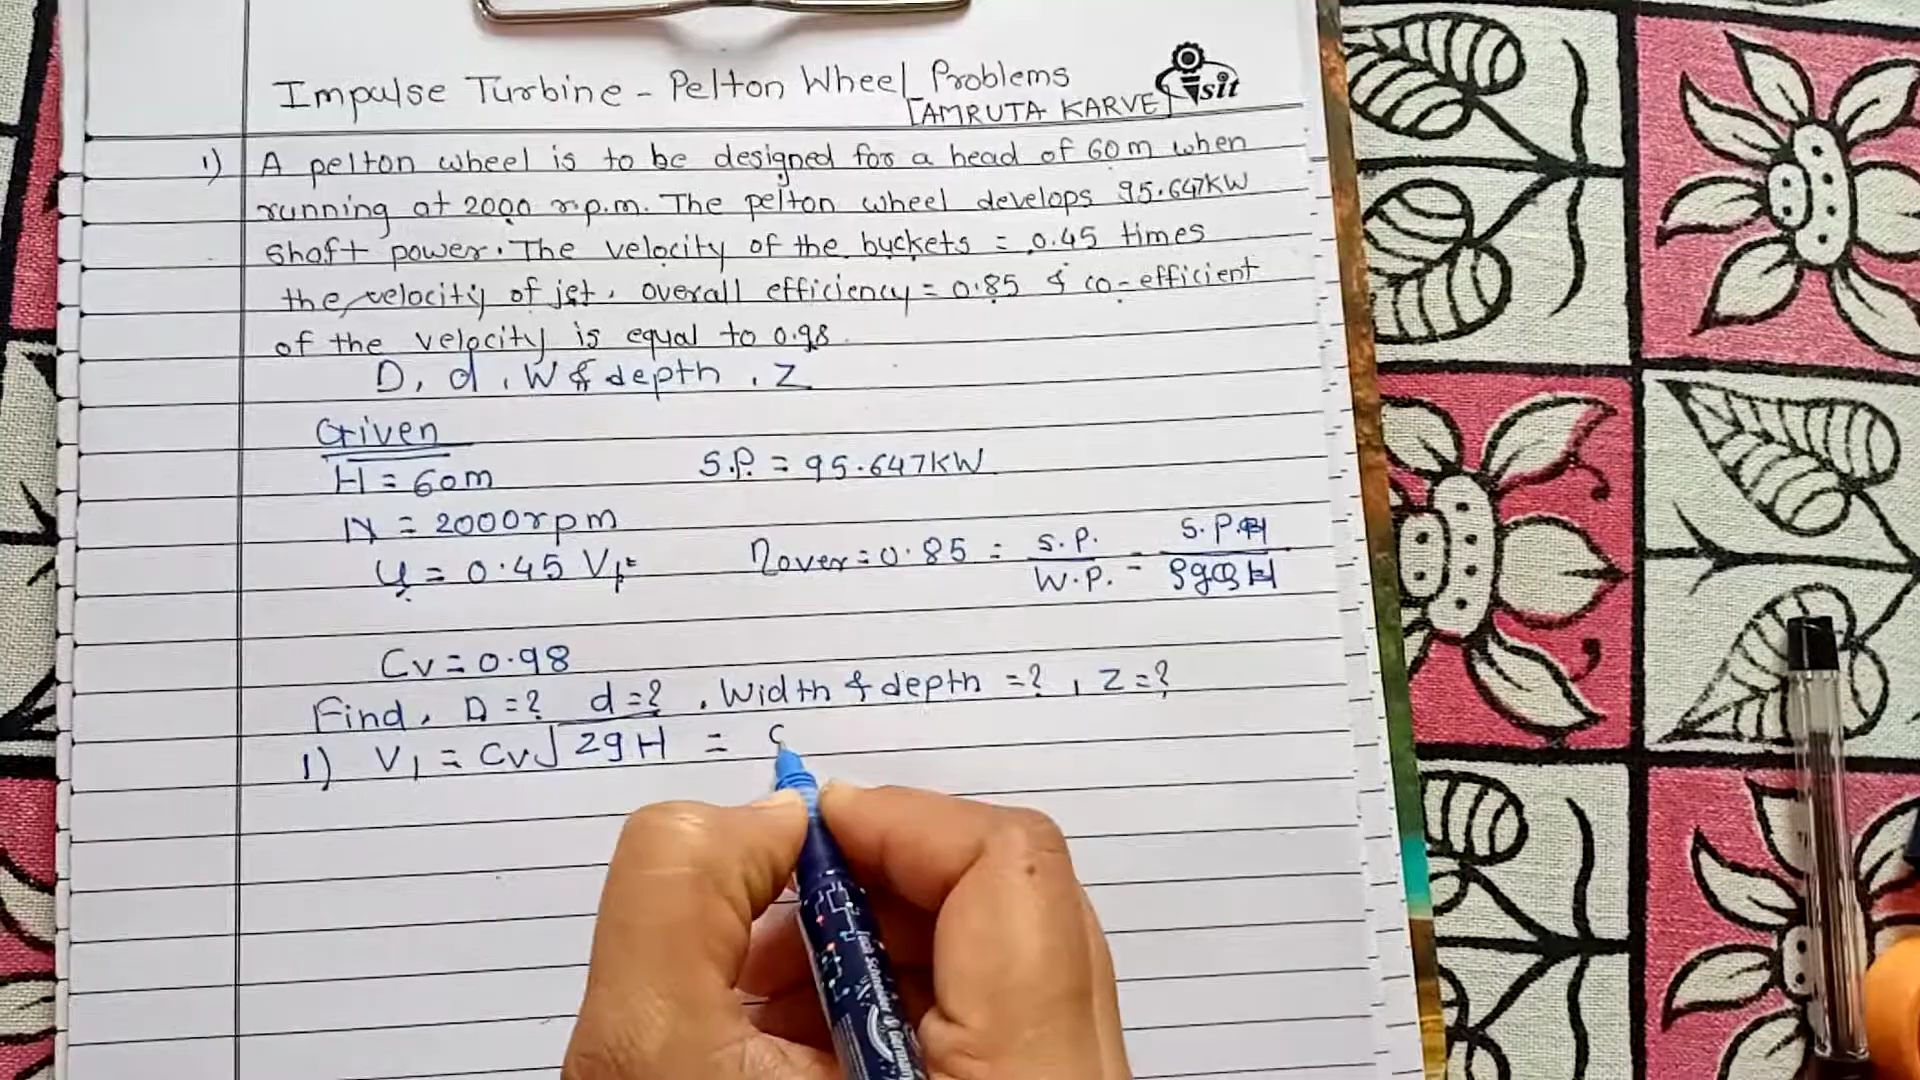 Impulse Turbine - Pelton Wheel Problems
[AMRUTA KARVE]
sit
1) A pelton wheel is to be designed for a head of 60m when
running at 2000 r.p.m. The pelton wheel develops 95.647KW
shaft power. The velocity of the buckets = 0.45 times
the velocity of jet, overall efficiency = 0.85 & co-efficient
of the velocity is equal to 0.98.
D, d, W & depth, Z
Given
H = 60m S.P. = 95.647KW
N = 2000rpm
u = 0.45 V1 = ηover = 0.85 = S.P. / W.P. = S.P. / ρgQH
Cv = 0.98
Find, D = ? d = ?, Width & depth = ?, Z = ?
1) V1 = Cv√2gH =